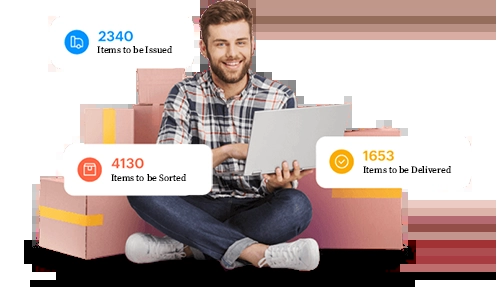 2340
Items to be Issued
4130
Items to be Sorted
1653
Items to be Delivered